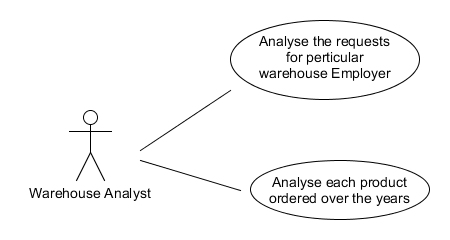 Analyse the requests
for perticular
warehouse Employer
Warehouse Analyst
Analyse each product
ordered over the years